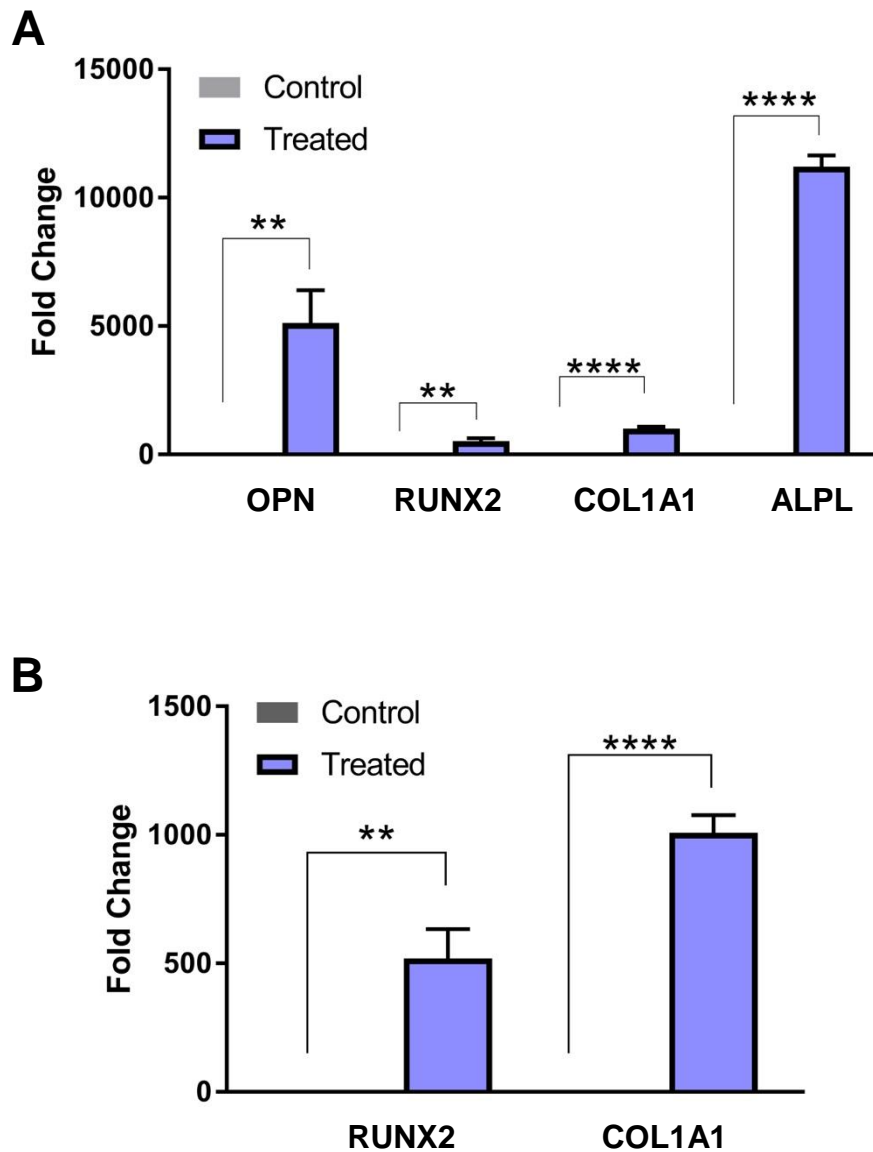 A
15000
Control
Treated
****
10000
**
Fold Change
5000
**
****
0
OPN RUNX2 COL1A1 ALPL
B
1500
Control
Treated
****
**
1000
Fold Change
500
0
RUNX2 COL1A1